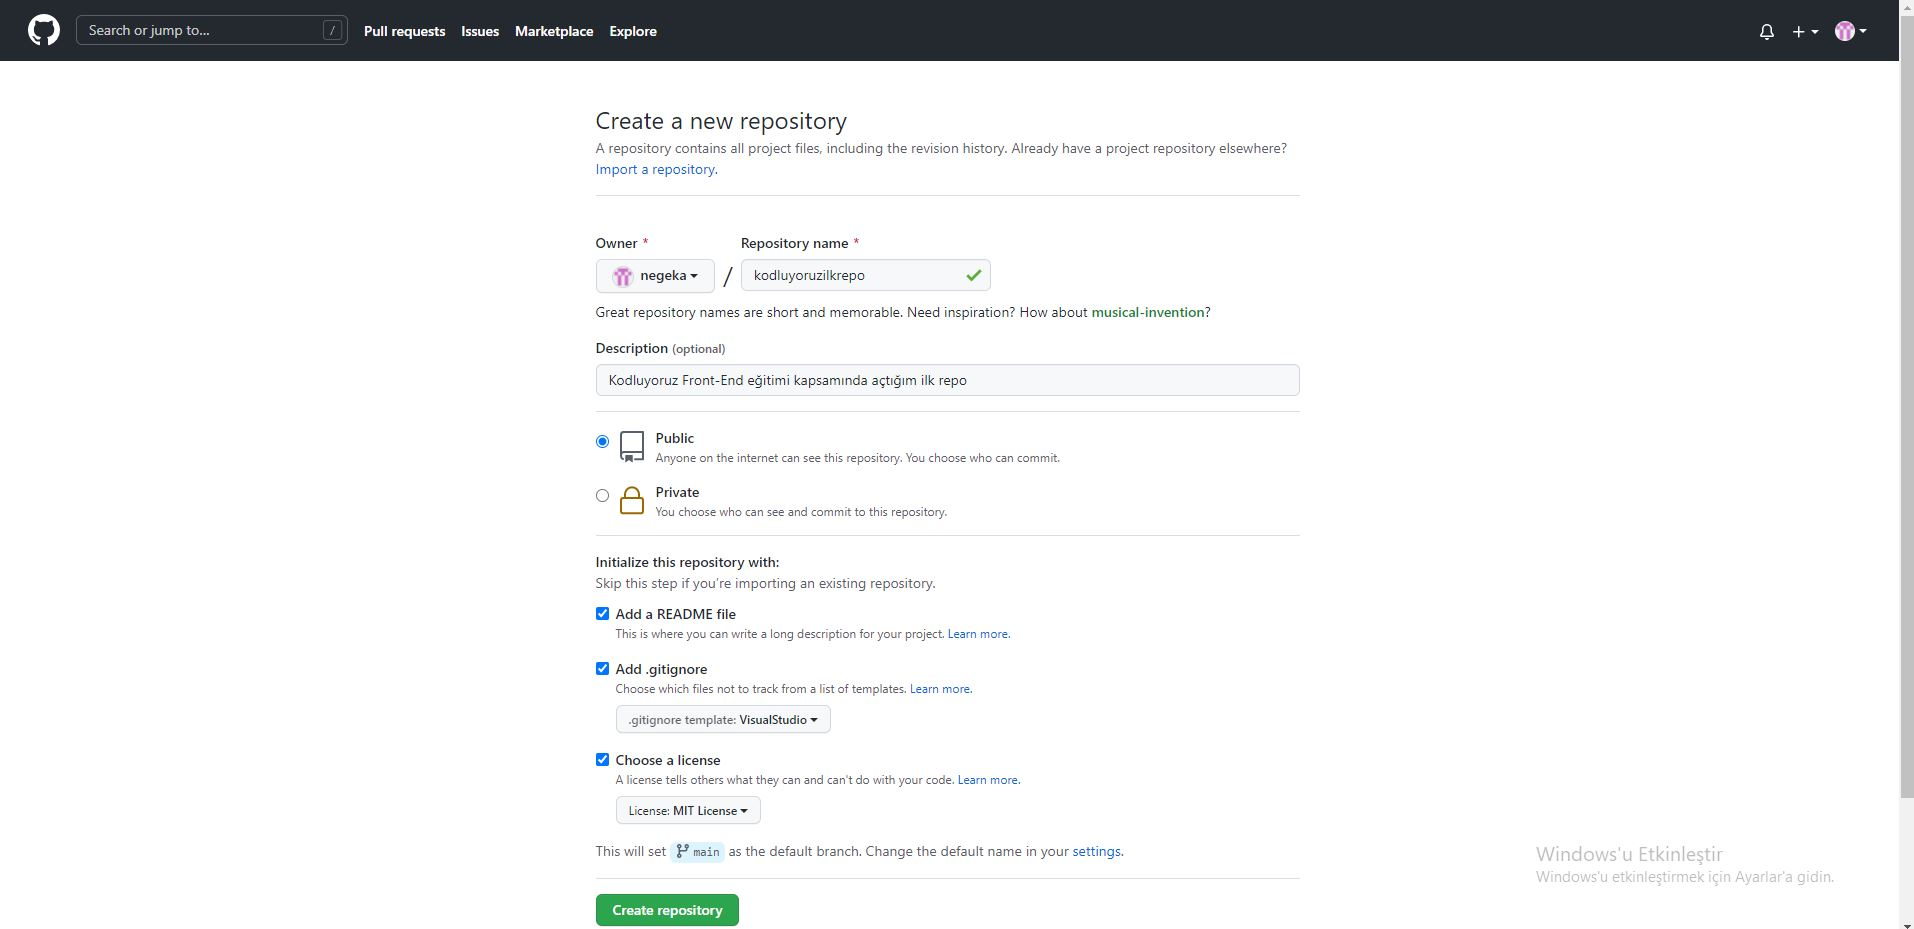 Search or jump to... / Pull requests Issues Marketplace Explore
Create a new repository
A repository contains all project files, including the revision history. Already have a project repository elsewhere?
Import a repository.
Owner * Repository name *
negeka / kodluyoruzilkrepo
Great repository names are short and memorable. Need inspiration? How about musical-invention?
Description (optional)
Kodluyoruz Front-End eğitimi kapsamında açtığım ilk repo
Public
Anyone on the internet can see this repository. You choose who can commit.
Private
You choose who can see and commit to this repository.
Initialize this repository with:
Skip this step if you're importing an existing repository.
Add a README file
This is where you can write a long description for your project. Learn more.
Add .gitignore
Choose which files not to track from a list of templates. Learn more.
.gitignore template: VisualStudio
Choose a license
A license tells others what they can and can't do with your code. Learn more.
License: MIT License
This will set main as the default branch. Change the default name in your settings.
Windows'u Etkinleştir
Windows'u etkinleştirmek için Ayarlar'a gidin.
Create repository